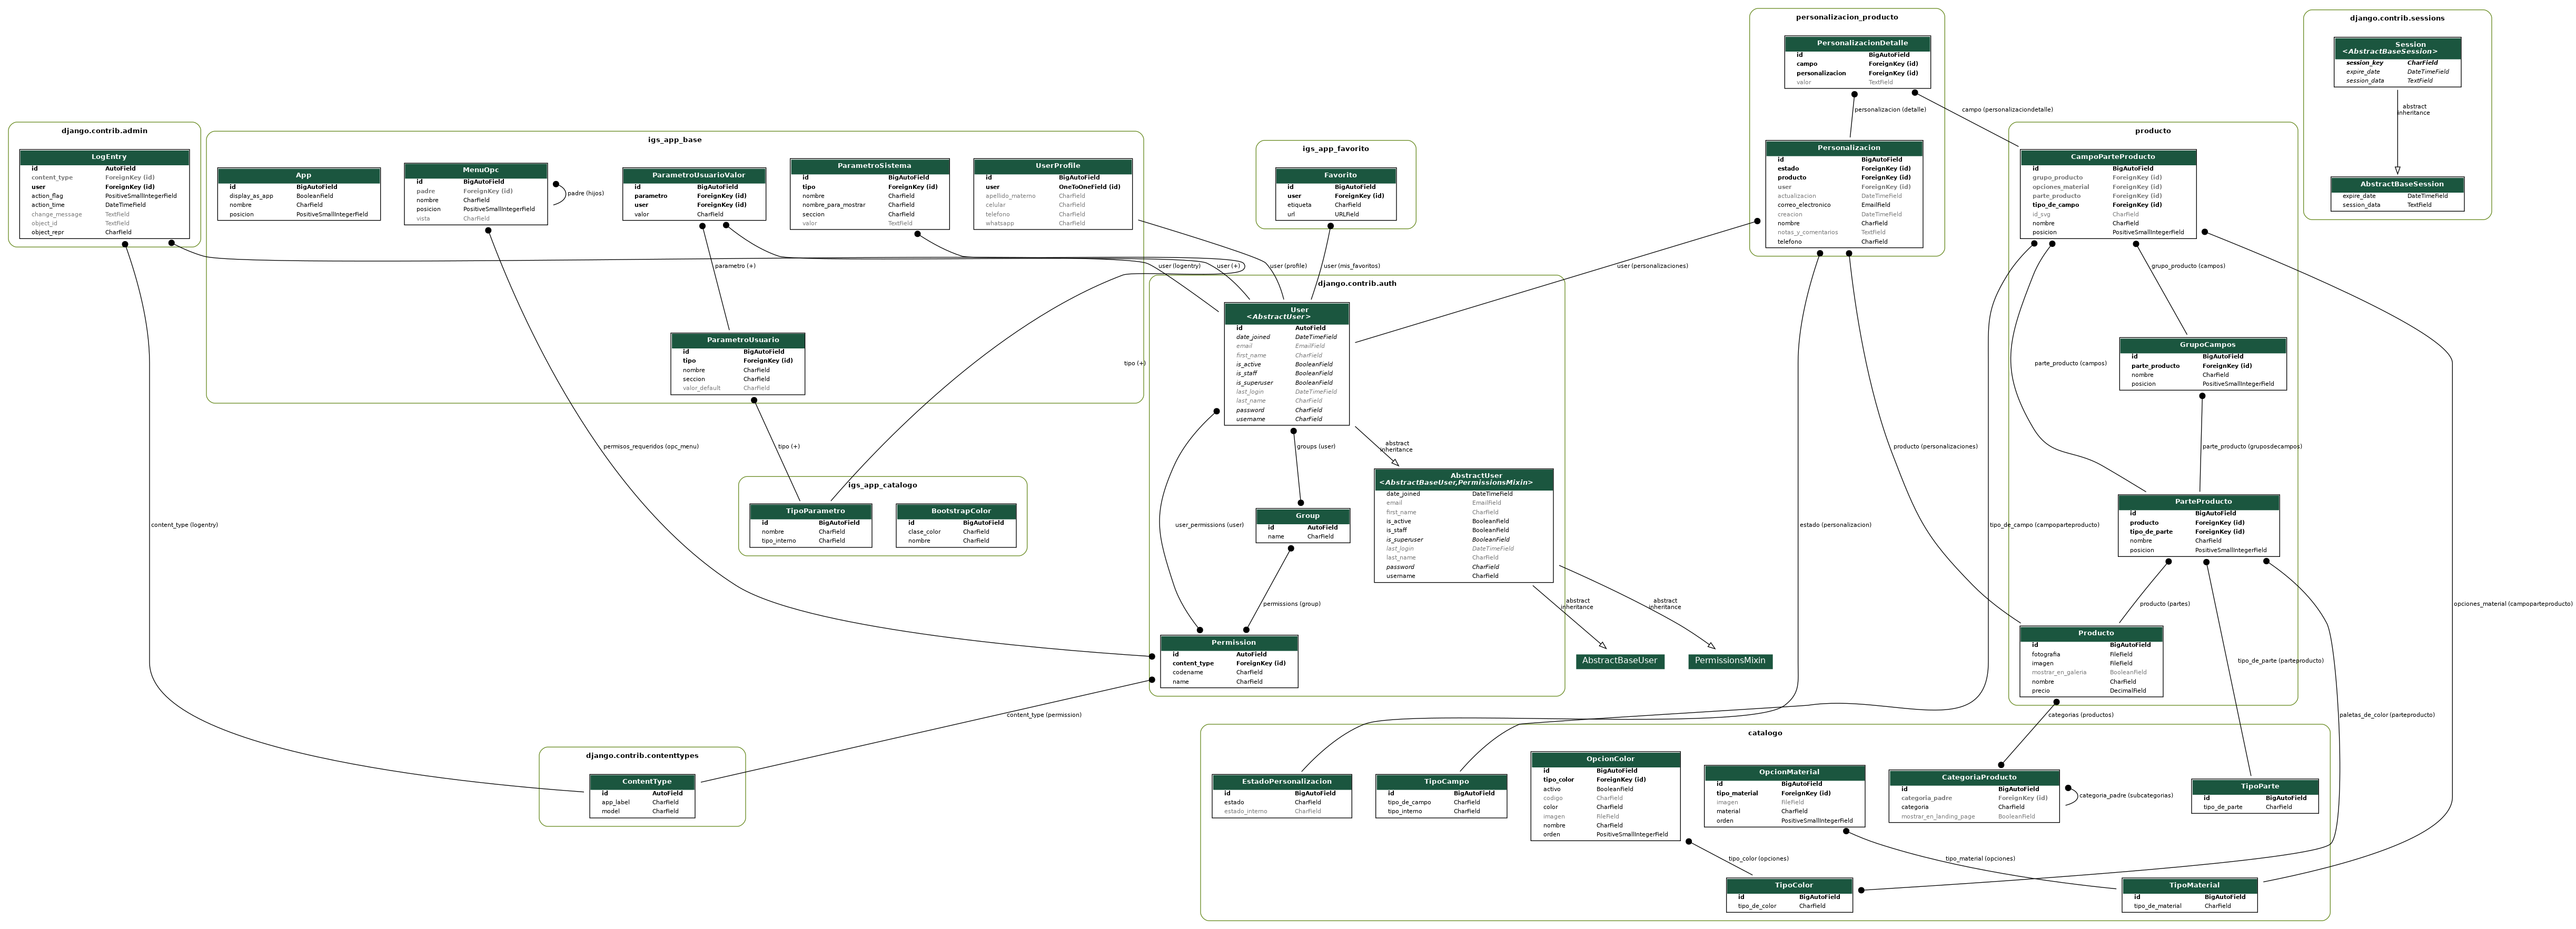 personalizacion_producto
PersonalizacionDetalle
id BigAutoField
campo ForeignKey (id)
personalizacion ForeignKey (id)
valor TextField
personalizacion (detalle)
campo (personalizaciondetalle)
Personalizacion
id BigAutoField
estado ForeignKey (id)
producto ForeignKey (id)
user ForeignKey (id)
actualizacion DateTimeField
correo_electronico EmailField
creacion DateTimeField
nombre CharField
notas_y_comentarios TextField
telefono CharField
django.contrib.sessions
Session
<AbstractBaseSession>
session_key CharField
expire_date DateTimeField
session_data TextField
abstract
inheritance
AbstractBaseSession
expire_date DateTimeField
session_data TextField
django.contrib.admin
LogEntry
id AutoField
content_type ForeignKey (id)
user ForeignKey (id)
action_flag PositiveSmallIntegerField
action_time DateTimeField
change_message TextField
object_id TextField
object_repr CharField
igs_app_base
App
id BigAutoField
display_as_app BooleanField
nombre CharField
posicion PositiveSmallIntegerField
MenuOpc
id BigAutoField
padre ForeignKey (id)
nombre CharField
posicion PositiveSmallIntegerField
vista CharField
padre (hijos)
ParametroUsuarioValor
id BigAutoField
parametro ForeignKey (id)
user ForeignKey (id)
valor CharField
ParametroSistema
id BigAutoField
tipo ForeignKey (id)
nombre CharField
nombre_para_mostrar CharField
seccion CharField
valor TextField
UserProfile
id BigAutoField
user OneToOneField (id)
apellido_materno CharField
celular CharField
telefono CharField
whatsapp CharField
parametro (+)
ParametroUsuario
id BigAutoField
tipo ForeignKey (id)
nombre CharField
seccion CharField
valor_default CharField
igs_app_favorito
Favorito
id BigAutoField
user ForeignKey (id)
etiqueta CharField
url URLField
user (logentry)
user (+)
user (profile)
user (mis_favoritos)
user (personalizaciones)
tipo (+)
tipo (+)
permisos_requeridos (opc_menu)
content_type (logentry)
igs_app_catalogo
TipoParametro
id BigAutoField
nombre CharField
tipo_interno CharField
BootstrapColor
id BigAutoField
clase_color CharField
nombre CharField
django.contrib.auth
User
<AbstractUser>
id AutoField
date_joined DateTimeField
email EmailField
first_name CharField
is_active BooleanField
is_staff BooleanField
is_superuser BooleanField
last_login DateTimeField
last_name CharField
password CharField
username CharField
groups (user)
abstract
inheritance
AbstractUser
<AbstractBaseUser,PermissionsMixin>
date_joined DateTimeField
email EmailField
first_name CharField
is_active BooleanField
is_staff BooleanField
is_superuser BooleanField
last_login DateTimeField
last_name CharField
password CharField
username CharField
Group
id AutoField
name CharField
user_permissions (user)
permissions (group)
abstract
inheritance
abstract
inheritance
Permission
id AutoField
content_type ForeignKey (id)
codename CharField
name CharField
AbstractBaseUser
PermissionsMixin
content_type (permission)
django.contrib.contenttypes
ContentType
id AutoField
app_label CharField
model CharField
producto
CampoParteProducto
id BigAutoField
grupo_producto ForeignKey (id)
opciones_material ForeignKey (id)
parte_producto ForeignKey (id)
tipo_de_campo ForeignKey (id)
id_svg CharField
nombre CharField
posicion PositiveSmallIntegerField
grupo_producto (campos)
GrupoCampos
id BigAutoField
parte_producto ForeignKey (id)
nombre CharField
posicion PositiveSmallIntegerField
parte_producto (campos)
parte_producto (gruposdecampos)
producto (personalizaciones)
ParteProducto
id BigAutoField
producto ForeignKey (id)
tipo_de_parte ForeignKey (id)
nombre CharField
posicion PositiveSmallIntegerField
estado (personalizacion)
tipo_de_campo (campoparteproducto)
producto (partes)
opciones_material (campoparteproducto)
Producto
id BigAutoField
fotografia FileField
imagen FileField
mostrar_en_galeria BooleanField
nombre CharField
precio DecimalField
tipo_de_parte (parteproducto)
categorias (productos)
paletas_de_color (parteproducto)
catalogo
EstadoPersonalizacion
id BigAutoField
estado CharField
estado_interno CharField
TipoCampo
id BigAutoField
tipo_de_campo CharField
tipo_interno CharField
OpcionColor
id BigAutoField
tipo_color ForeignKey (id)
activo BooleanField
codigo CharField
color CharField
imagen FileField
nombre CharField
orden PositiveSmallIntegerField
OpcionMaterial
id BigAutoField
tipo_material ForeignKey (id)
imagen FileField
material CharField
orden PositiveSmallIntegerField
CategoriaProducto
id BigAutoField
categoria_padre ForeignKey (id)
categoria CharField
mostrar_en_landing_page BooleanField
categoria_padre (subcategorias)
TipoParte
id BigAutoField
tipo_de_parte CharField
tipo_color (opciones)
tipo_material (opciones)
TipoColor
id BigAutoField
tipo_de_color CharField
TipoMaterial
id BigAutoField
tipo_de_material CharField